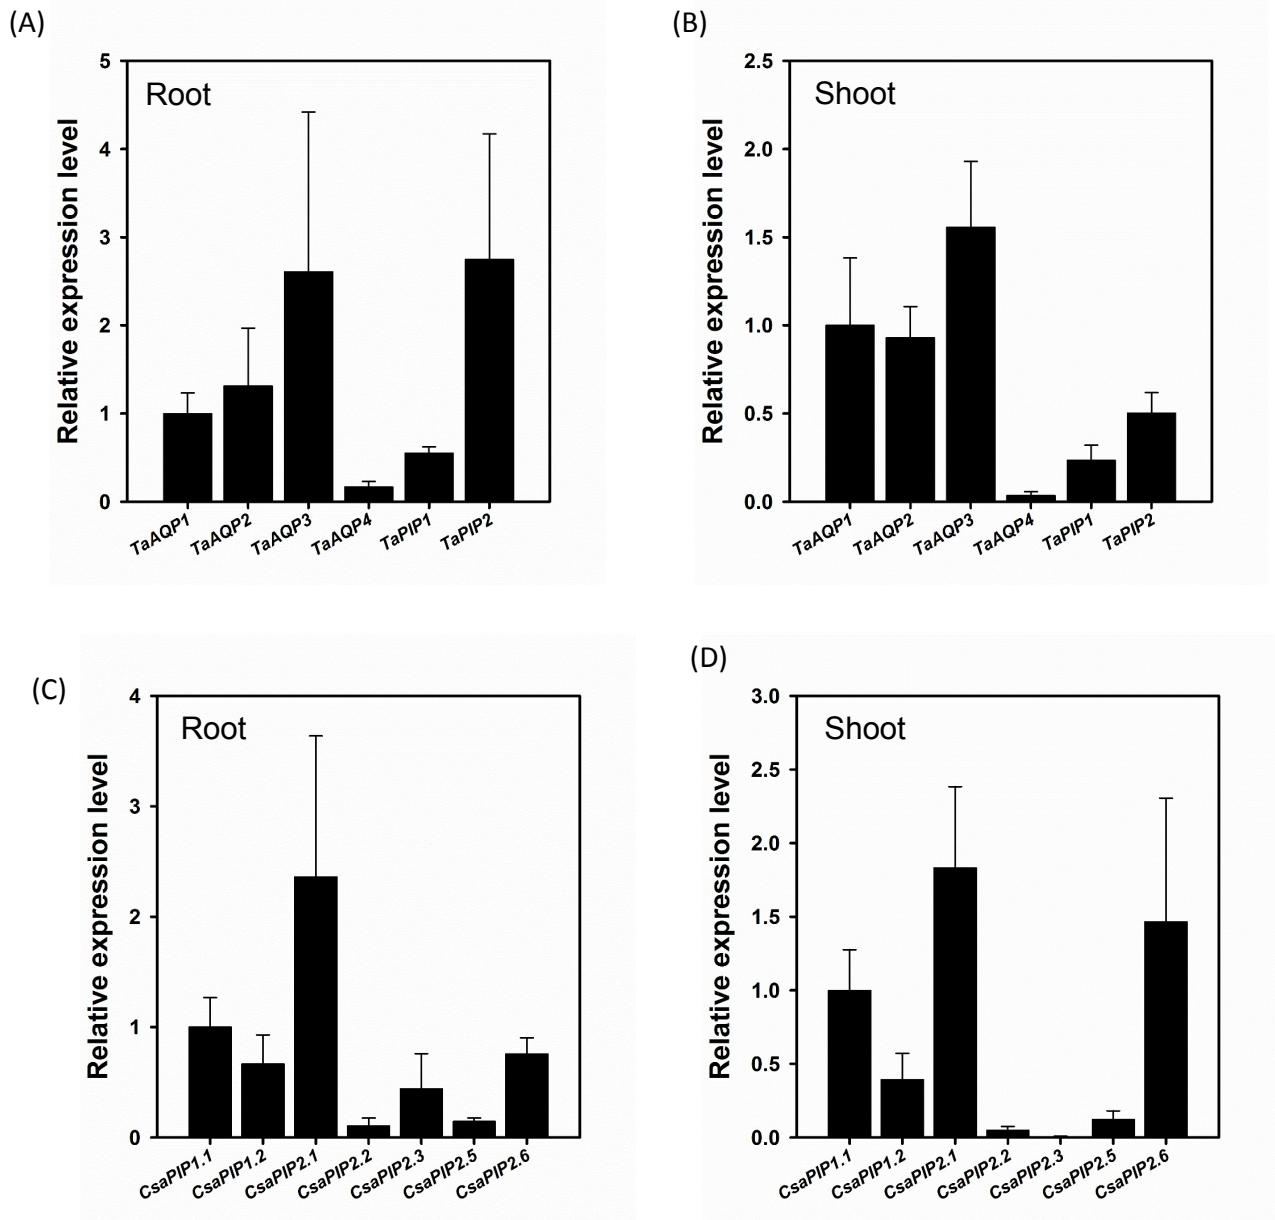 (A)
Root
Relative expression level
5
4
3
2
1
0
TaAQP1
TaAQP2
TaAQP3
TaAQP4
TaPIP1
TaPIP2
(B)
Shoot
Relative expression level
2.5
2.0
1.5
1.0
0.5
0.0
TaAQP1
TaAQP2
TaAQP3
TaAQP4
TaPIP1
TaPIP2
(C)
Root
Relative expression level
4
3
2
1
0
CsaPIP1.1
CsaPIP1.2
CsaPIP2.1
CsaPIP2.2
CsaPIP2.3
CsaPIP2.5
CsaPIP2.6
(D)
Shoot
Relative expression level
3.0
2.5
2.0
1.5
1.0
0.5
0.0
CsaPIP1.1
CsaPIP1.2
CsaPIP2.1
CsaPIP2.2
CsaPIP2.3
CsaPIP2.5
CsaPIP2.6